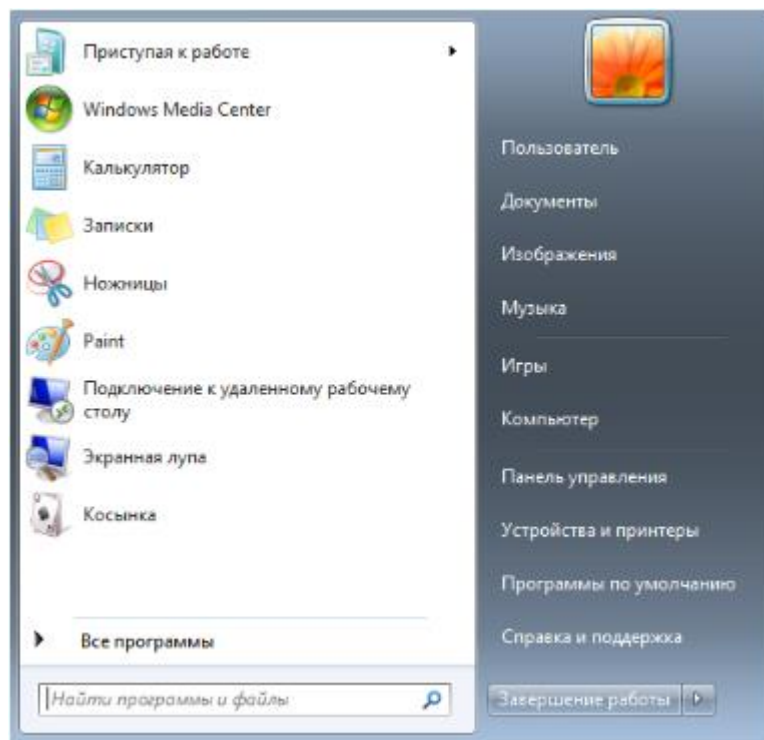 Приступая к работе
Windows Media Center
Калькулятор
Записки
Ножницы
Paint
Подключение к удаленному рабочему
столу
Экранная лупа
Косынка
Все программы
Найти программы и файлы
Пользователь
Документы
Изображения
Музыка
Игры
Компьютер
Панель управления
Устройства и принтеры
Программы по умолчанию
Справка и поддержка
Завершение работы